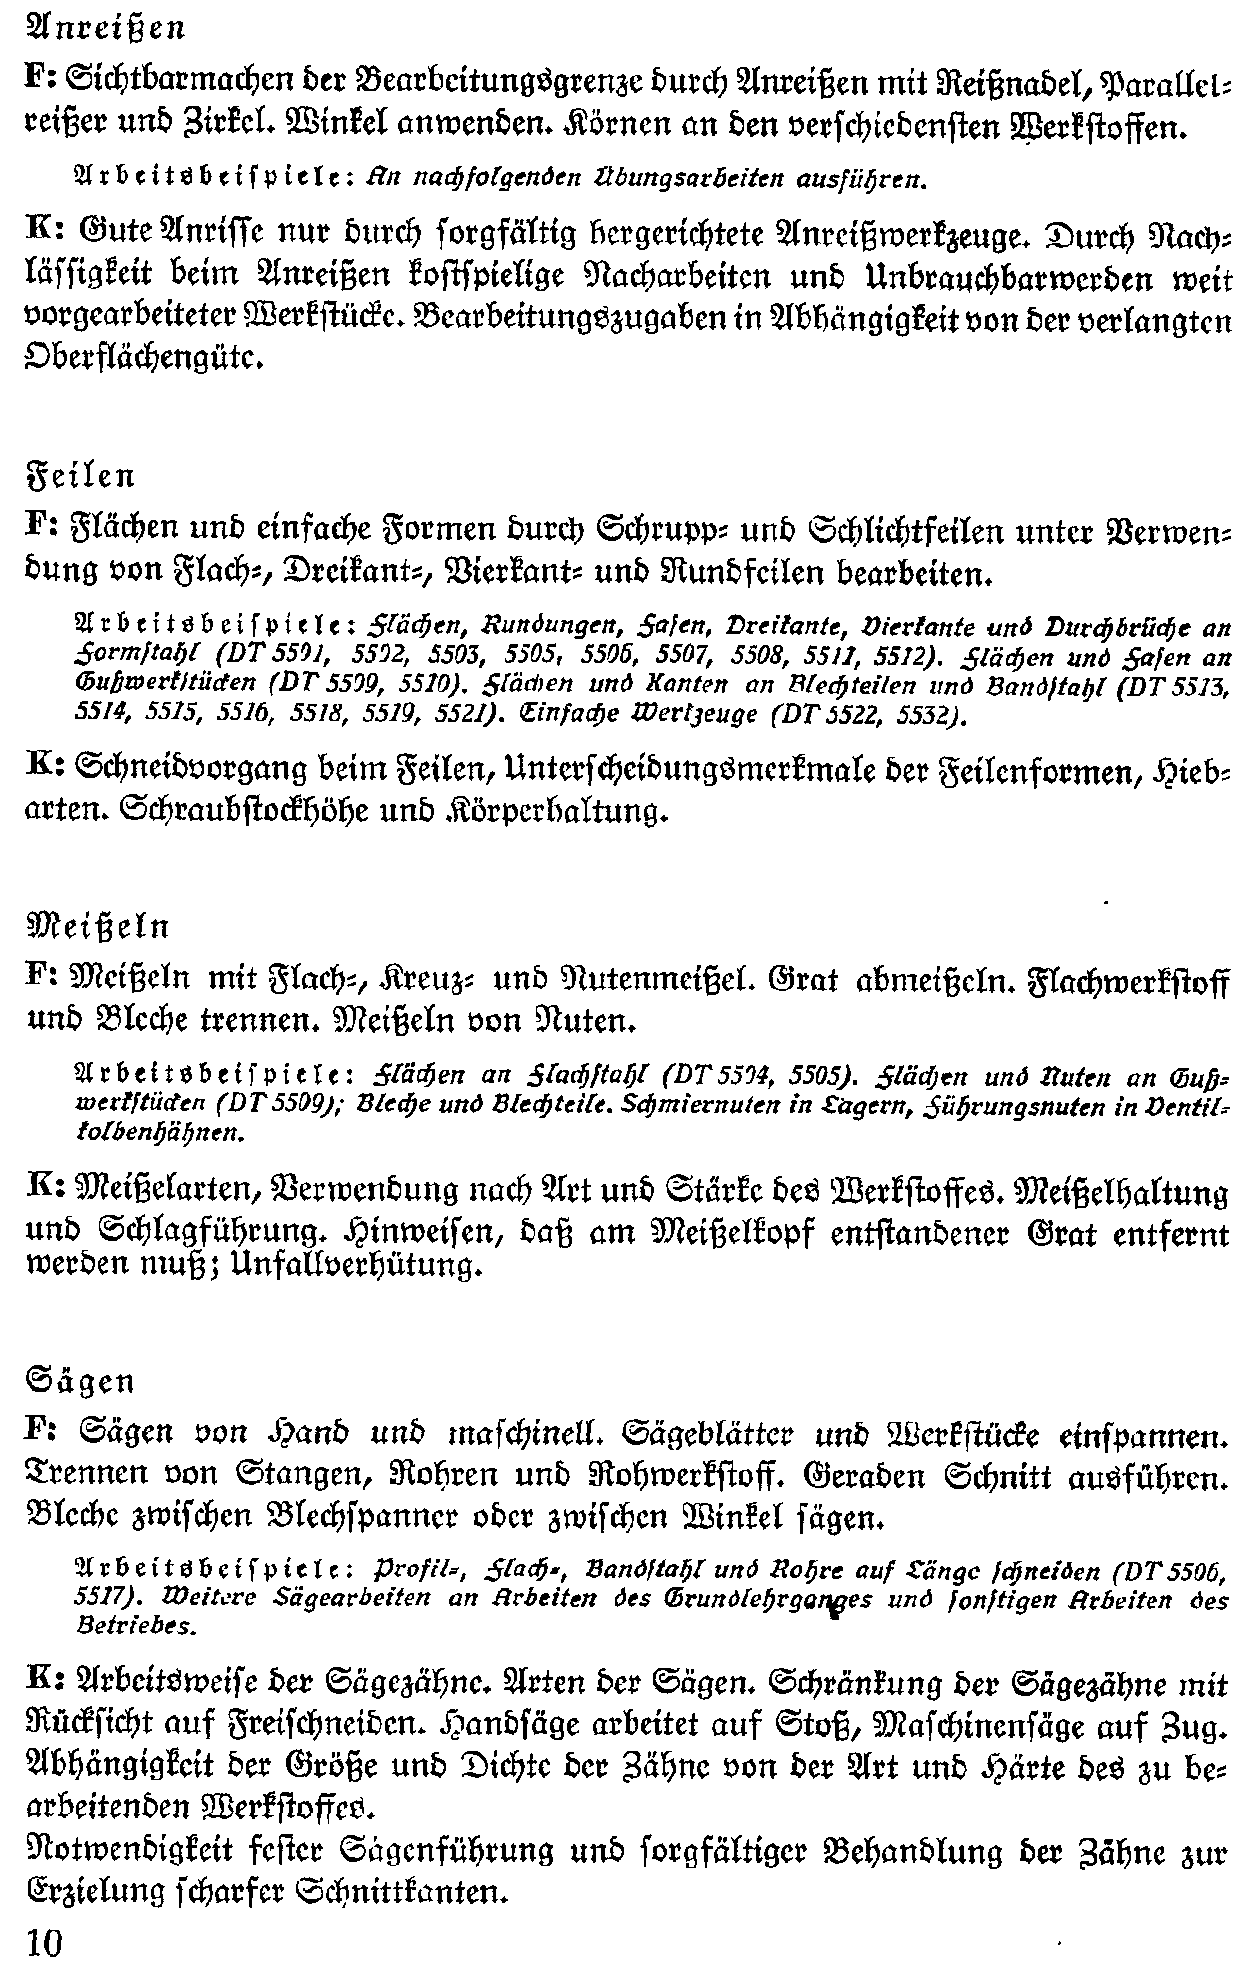 Anreißen
F: Sichtbarmachen der Bearbeitungsgrenze durch Anreißen mit Reißnadel, Parallel-
reißer und Zirkel. Winkel anwenden. Körnen an den verschiedensten Werkstoffen.
Arbeitsbeispiele: An nachfolgenden Übungsarbeiten ausführen.
K: Gute Anrisse nur durch sorgfältig hergerichtete Anreißwerkzeuge. Durch Nach-
lässigkeit beim Anreißen kostspielige Nacharbeiten und Unbrauchbarwerden weit
vorgearbeiteter Werkstücke. Bearbeitungszugaben in Abhängigkeit von der verlangten
Oberflächengüte.
Feilen
F: Flächen und einfache Formen durch Schrupp- und Schlichtfeilen unter Verwen-
dung von Flach-, Dreikant-, Vierkant- und Rundfeilen bearbeiten.
Arbeitsbeispiele: Flächen, Rundungen, Fasen, Dreikante, Vierkante und Durchbrüche an
Formstahl (DT 5501, 5502, 5503, 5505, 5506, 5507, 5508, 5511, 5512). Flächen und Fasen an
Gußwerkstücken (DT 5509, 5510). Flächen und Kanten an Blechteilen und Bandstahl (DT 5513,
5514, 5515, 5516, 5518, 5519, 5521). Einfache Werkzeuge (DT 5522, 5532).
K: Schneidvorgang beim Feilen, Unterscheidungsmerkmale der Feilenformen, Hieb-
arten. Schraubstockhöhe und Körperhaltung.
Meißeln
F: Meißeln mit Flach-, Kreuz- und Nutenmeißel. Grat abmeißeln. Flachwerkstoff
und Bleche trennen. Meißeln von Nuten.
Arbeitsbeispiele: Flächen an Flachstahl (DT 5504, 5505). Flächen und Nuten an Guß-
werkstücken (DT 5509); Bleche und Blechteile. Schmiernuten in Lagern, Führungsnuten in Ventil-
kolbenhähnen.
K: Meißelarten, Verwendung nach Art und Stärke des Werkstoffes. Meißelhaltung
und Schlagführung. Hinweisen, daß am Meißelkopf entstandener Grat entfernt
werden muß; Unfallverhütung.
Sägen
F: Sägen von Hand und maschinell. Sägeblätter und Werkstücke einspannen.
Trennen von Stangen, Rohren und Rohwerkstoff. Geraden Schnitt ausführen.
Bleche zwischen Blechspanner oder zwischen Winkel sägen.
Arbeitsbeispiele: Profil-, Flach-, Bandstahl und Rohre auf Länge schneiden (DT 5506,
5517). Weitere Sägearbeiten an Arbeiten des Grundlehrganges und sonstigen Arbeiten des
Betriebes.
K: Arbeitsweise der Sägezähne. Arten der Sägen. Schränkung der Sägezähne mit
Rücksicht auf Freischneiden. Handsäge arbeitet auf Stoß, Maschinensäge auf Zug.
Abhängigkeit der Größe und Dichte der Zähne von der Art und Härte des zu be-
arbeitenden Werkstoffes.
Notwendigkeit fester Sägenführung und sorgfältiger Behandlung der Zähne zur
Erzielung scharfer Schnittkanten.
10